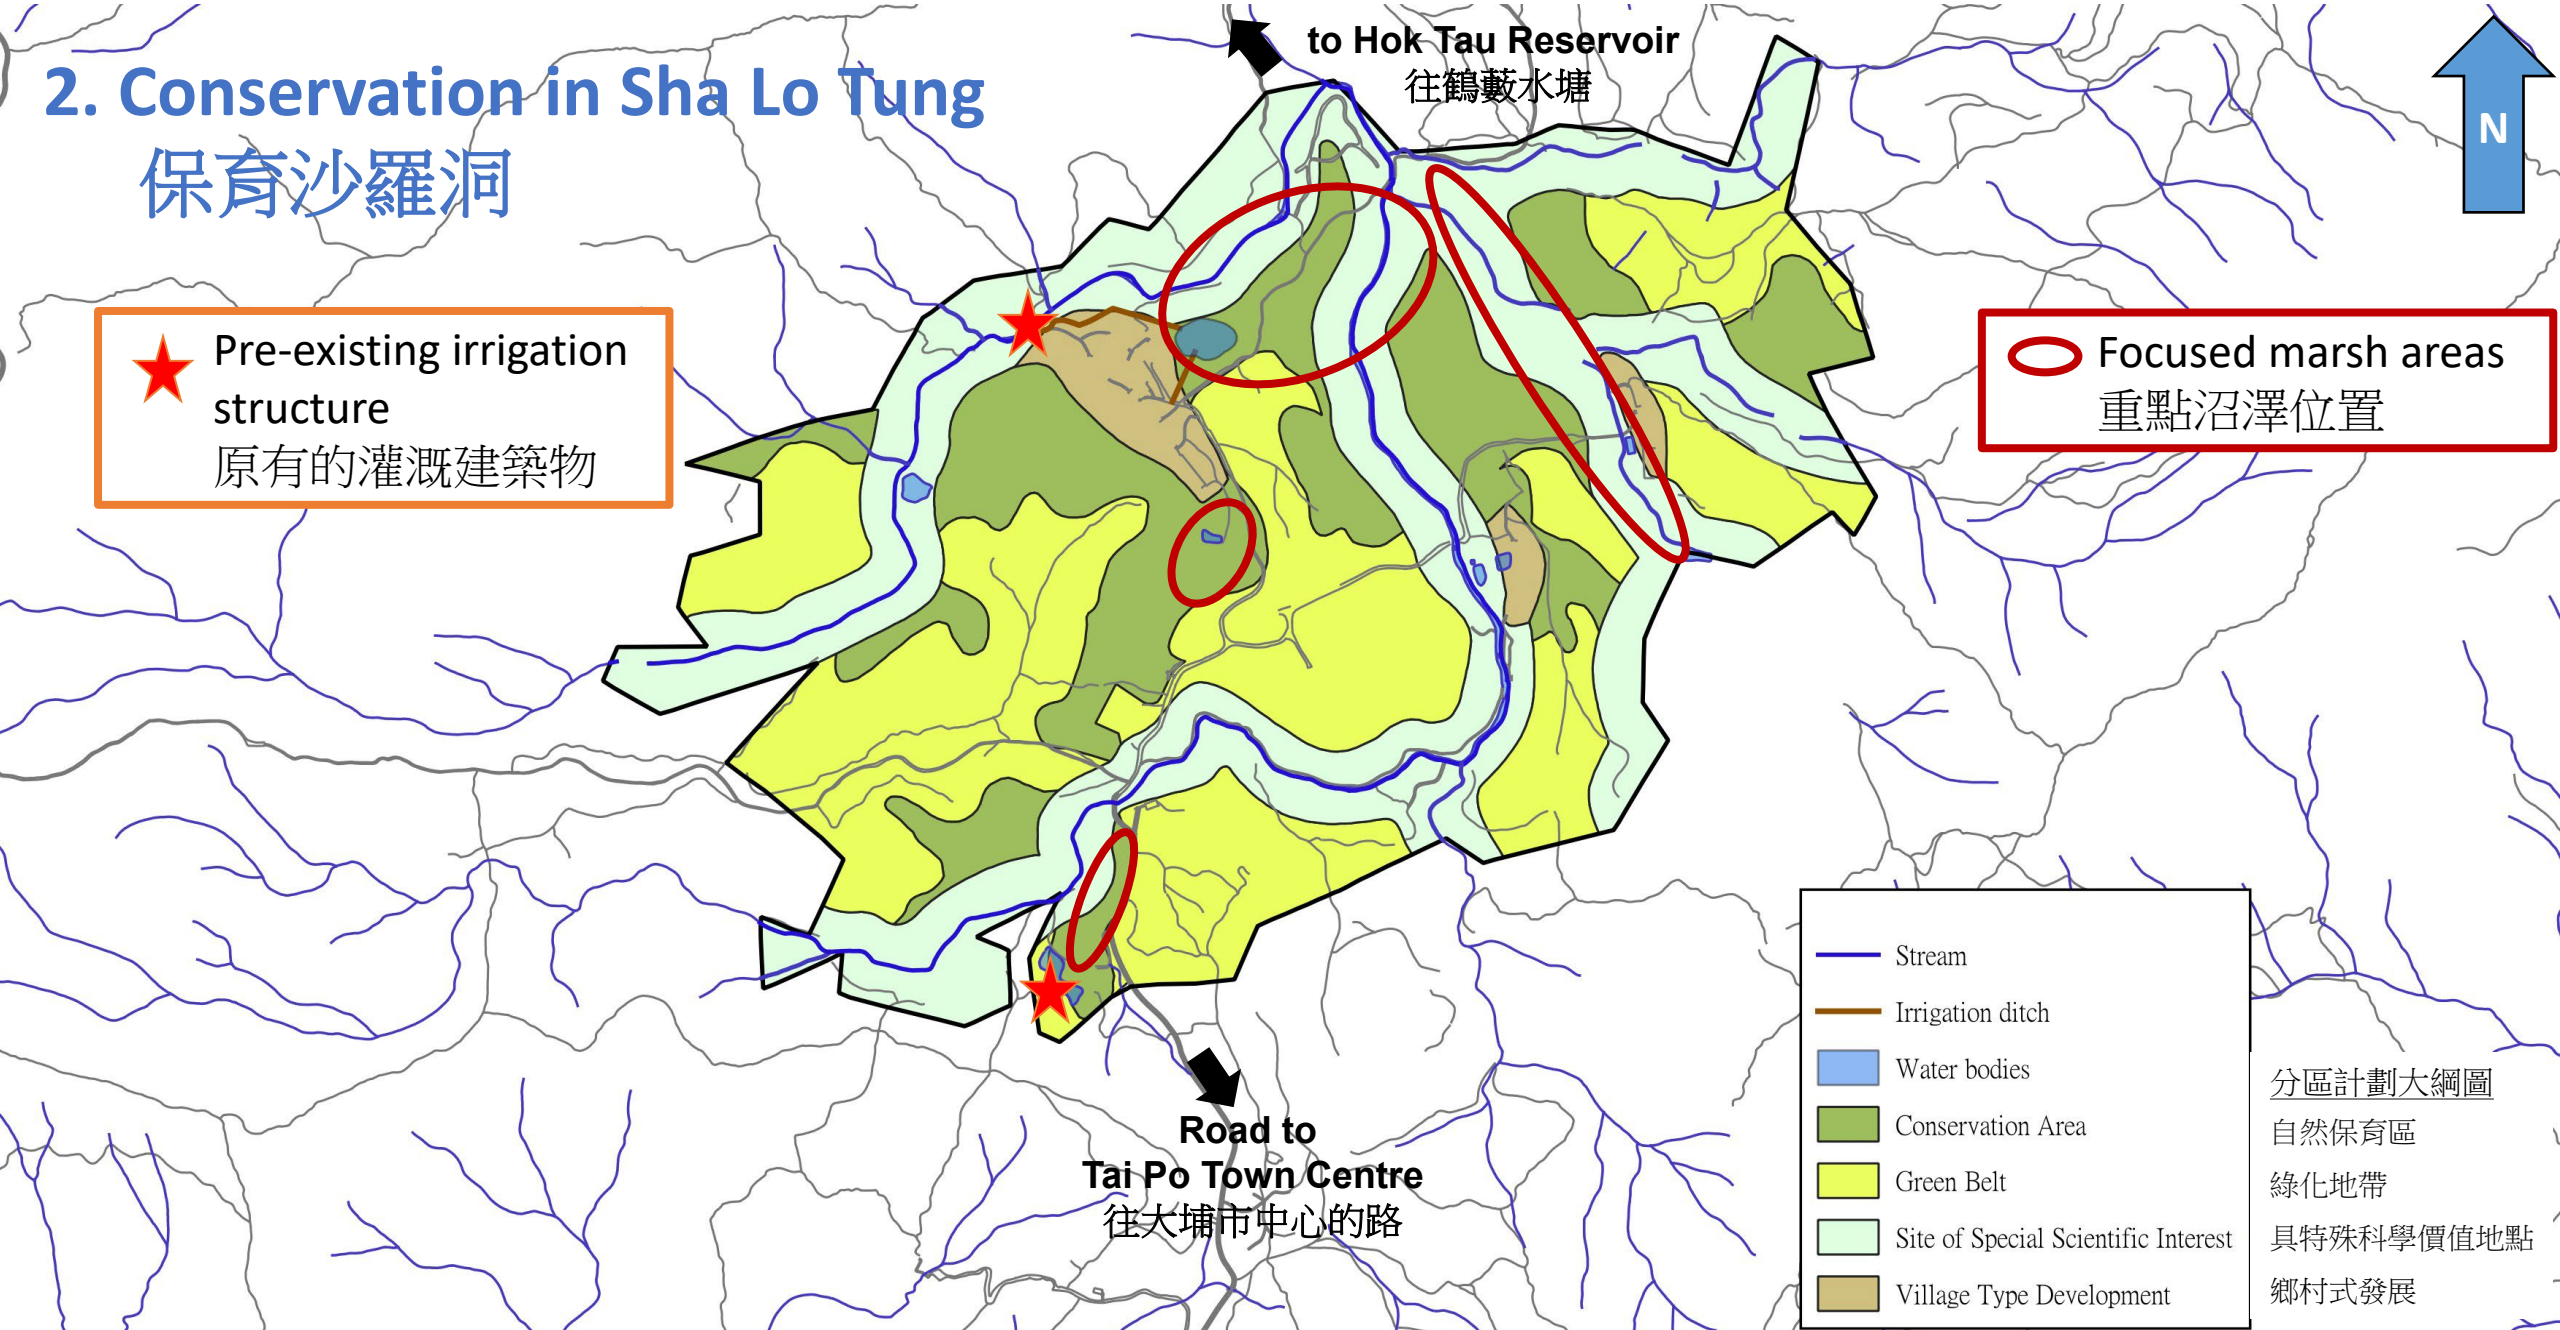 2. Conservation in Sha Lo Tung
保育沙羅洞
to Hok Tau Reservoir
往鶴藪水塘
N
Pre-existing irrigation
structure
原有的灌溉建築物
Focused marsh areas
重點沼澤位置
Road to
Tai Po Town Centre
往大埔市中心的路
Stream
Irrigation ditch
Water bodies
Conservation Area
Green Belt
Site of Special Scientific Interest
Village Type Development
分區計劃大綱圖
自然保育區
綠化地帶
具特殊科學價值地點
鄉村式發展